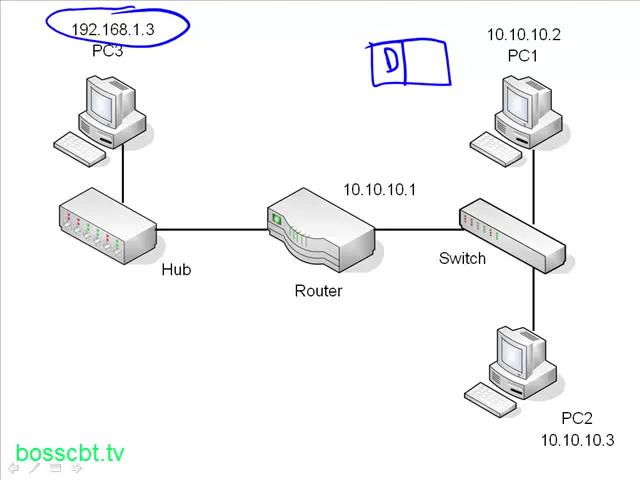 192.168.1.3
PC3
D
10.10.10.2
PC1
10.10.10.1
Hub
Router
Switch
PC2
10.10.10.3
bosscbt.tv